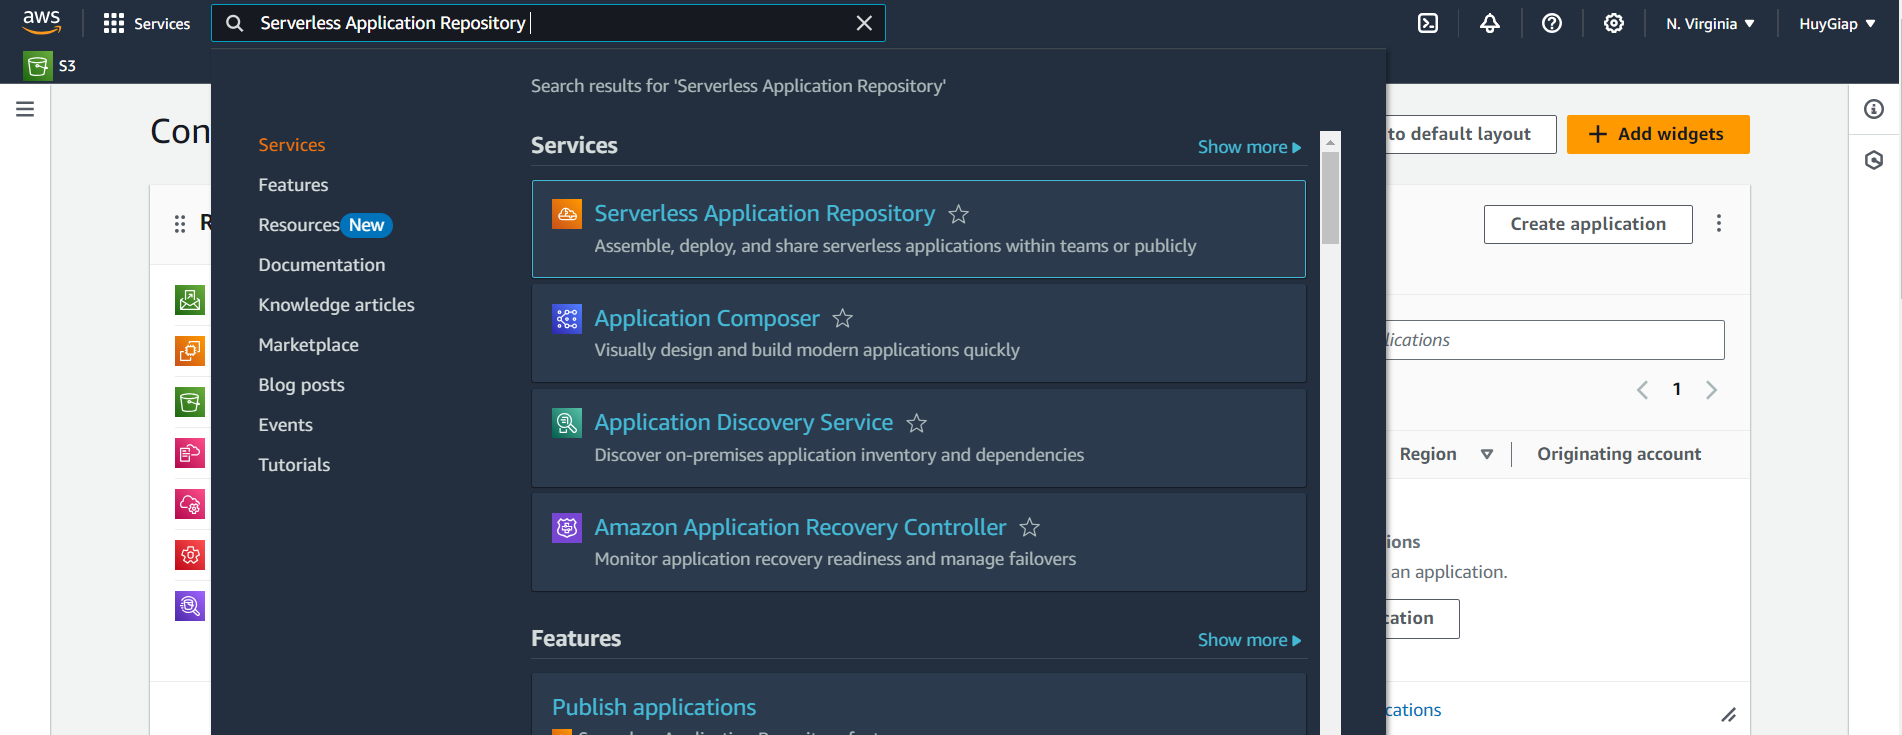 aws
Services
Serverless Application Repository
N. Virginia
HuyGiap
S3
Search results for 'Serverless Application Repository'
Con
to default layout
Add widgets
Services
Features
Resources New
Documentation
Knowledge articles
Marketplace
Blog posts
Events
Tutorials
Services
Show more
Serverless Application Repository
Assemble, deploy, and share serverless applications within teams or publicly
Application Composer
Visually design and build modern applications quickly
Application Discovery Service
Discover on-premises application inventory and dependencies
Amazon Application Recovery Controller
Monitor application recovery readiness and manage failovers
Features
Show more
Publish applications
R
Create application
lications
1
Region
Originating account
ions
an application.
cation
cations